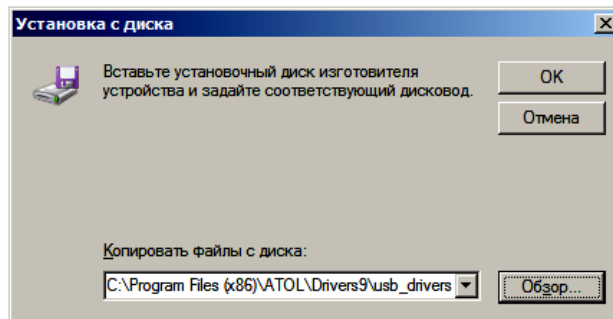 Установка с диска
Вставьте установочный диск изготовителя
устройства и задайте соответствующий дисковод.
OK
Отмена
Копировать файлы с диска:
C:\Program Files (x86)\ATOL\Drivers9\usb_drivers
Обзор...